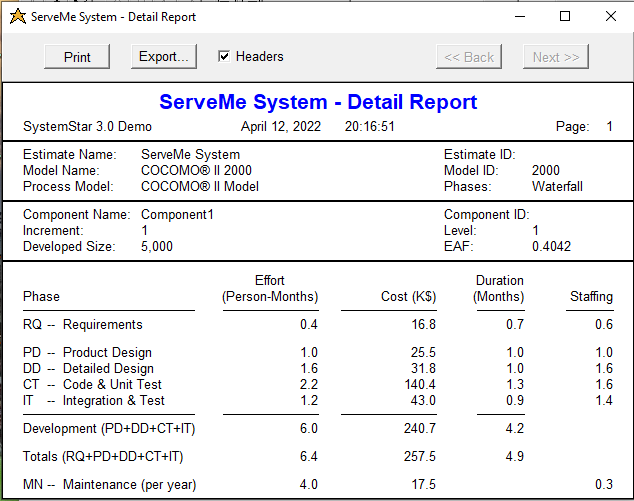 ServeMe System - Detail Report
Print Export... Headers << Back Next >>
ServeMe System - Detail Report
SystemStar 3.0 Demo April 12, 2022 20:16:51 Page: 1
Estimate Name: ServeMe System Estimate ID:
Model Name: COCOMO® II 2000 Model ID: 2000
Process Model: COCOMO® II Model Phases: Waterfall
Component Name: Component1 Component ID:
Increment: 1 Level: 1
Developed Size: 5,000 EAF: 0.4042
Effort Duration
Phase (Person-Months) Cost (K$) (Months) Staffing
RQ -- Requirements 0.4 16.8 0.7 0.6
PD -- Product Design 1.0 25.5 1.0 1.0
DD -- Detailed Design 1.6 31.8 1.0 1.6
CT -- Code & Unit Test 2.2 140.4 1.3 1.6
IT -- Integration & Test 1.2 43.0 0.9 1.4
Development (PD+DD+CT+IT) 6.0 240.7 4.2
Totals (RQ+PD+DD+CT+IT) 6.4 257.5 4.9
MN -- Maintenance (per year) 4.0 17.5 0.3